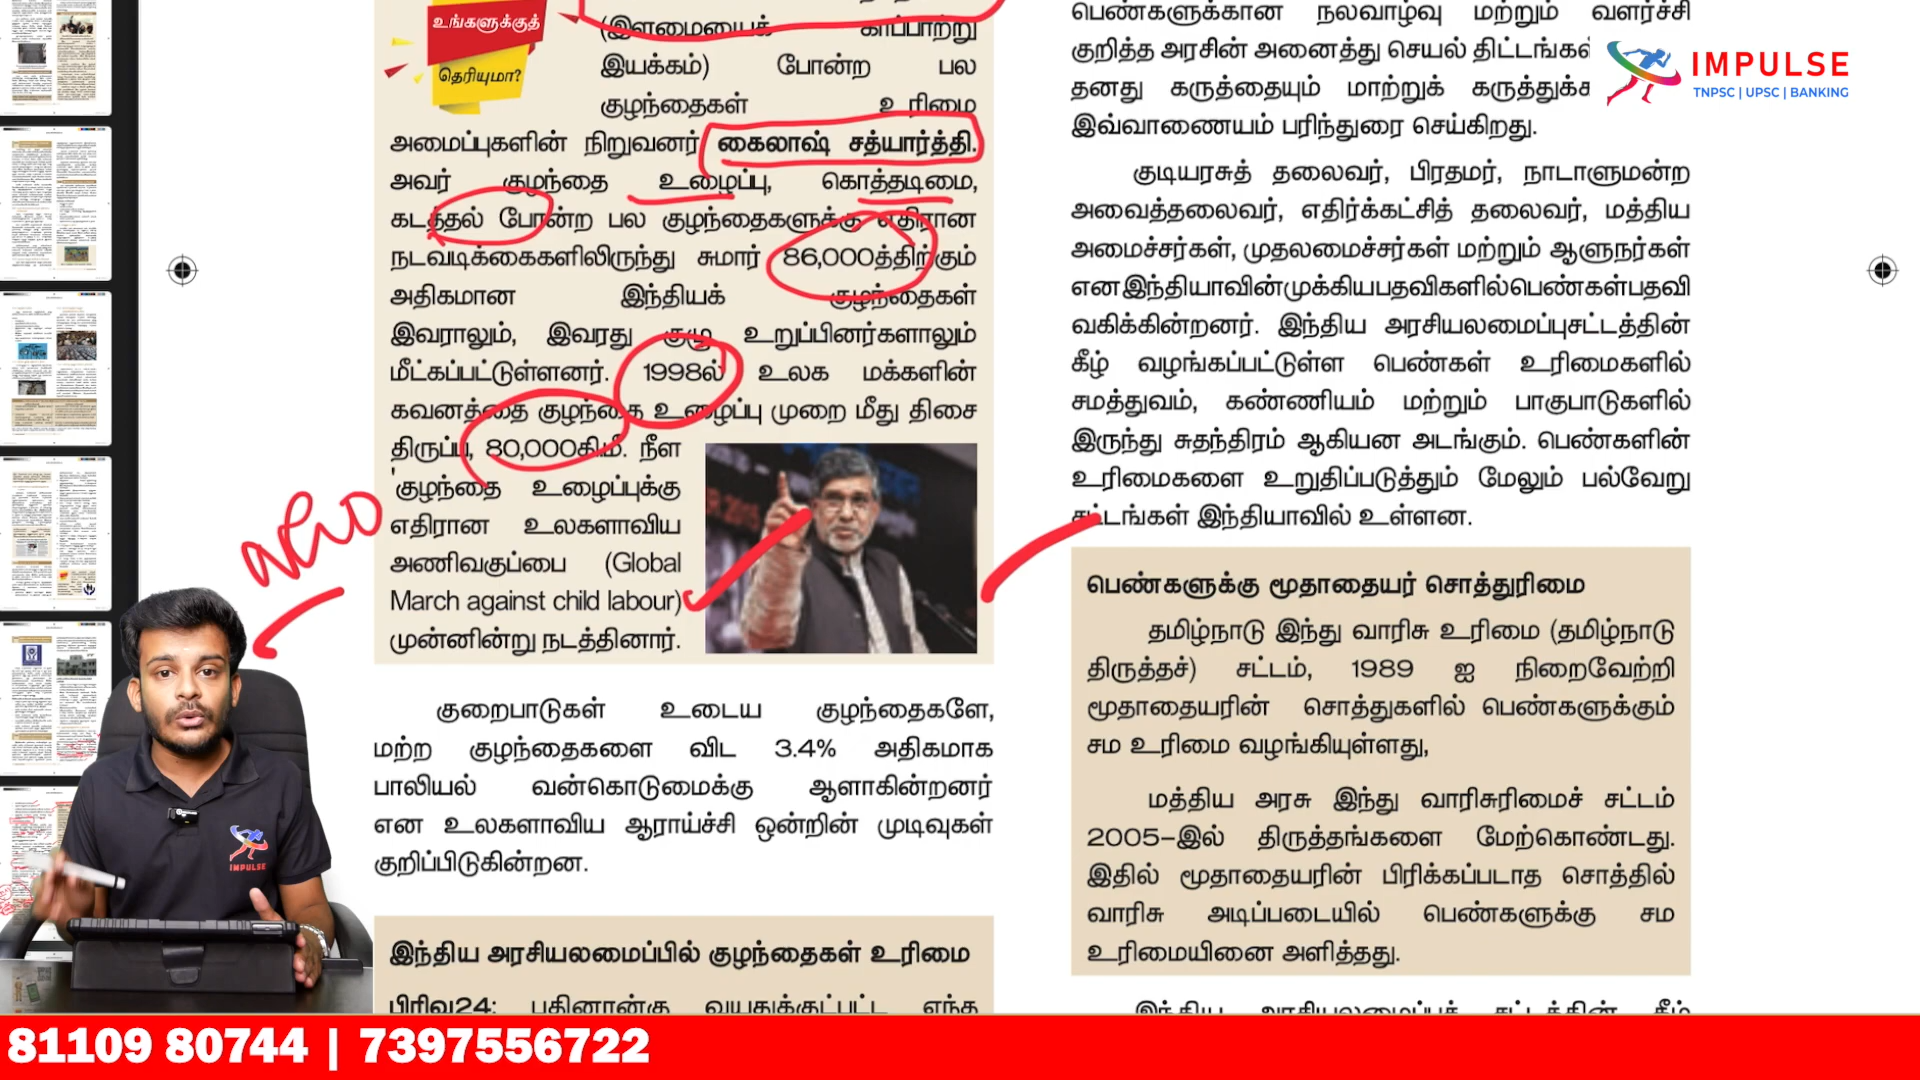 உங்களுக்குத்
தெரியுமா?
(இளமையைக் காப்பாற்று
இயக்கம்) போன்ற பல
குழந்தைகள் உரிமை
அமைப்புகளின் நிறுவனர் கைலாஷ் சத்யார்த்தி.
அவர் குழந்தை உழைப்பு, கொத்தடிமை,
கடத்தல் போன்ற பல குழந்தைகளுக்கு எதிரான
நடவடிக்கைகளிலிருந்து சுமார் 86,000த்திற்கும்
அதிகமான இந்தியக் குழந்தைகள்
இவராலும், இவரது குழு உறுப்பினர்களாலும்
மீட்கப்பட்டுள்ளனர். 1998ல் உலக மக்களின்
கவனத்தை குழந்தை உழைப்பு முறை மீது திசை
திருப்ப, 80,000கி.மீ. நீள
'குழந்தை உழைப்புக்கு
எதிரான உலகளாவிய
அணிவகுப்பை (Global
March against child labour)
முன்னின்று நடத்தினார்.
குறைபாடுகள் உடைய குழந்தைகளே,
மற்ற குழந்தைகளை விட 3.4% அதிகமாக
பாலியல் வன்கொடுமைக்கு ஆளாகின்றனர்
என உலகளாவிய ஆராய்ச்சி ஒன்றின் முடிவுகள்
குறிப்பிடுகின்றன.
இந்திய அரசியலமைப்பில் குழந்தைகள் உரிமை
பிரிவு24: பதினான்கு வயதுக்குட்பட்ட எந்த
பெண்களுக்கான நலவாழ்வு மற்றும் வளர்ச்சி
குறித்த அரசின் அனைத்து செயல் திட்டங்கள்
தனது கருத்தையும் மாற்றுக் கருத்துக்க
இவ்வாணையம் பரிந்துரை செய்கிறது.
குடியரசுத் தலைவர், பிரதமர், நாடாளுமன்ற
அவைத்தலைவர், எதிர்க்கட்சித் தலைவர், மத்திய
அமைச்சர்கள், முதலமைச்சர்கள் மற்றும் ஆளுநர்கள்
என இந்தியாவின் முக்கிய பதவிகளில் பெண்கள் பதவி
வகிக்கின்றனர். இந்திய அரசியலமைப்புசட்டத்தின்
கீழ் வழங்கப்பட்டுள்ள பெண்கள் உரிமைகளில்
சமத்துவம், கண்ணியம் மற்றும் பாகுபாடுகளில்
இருந்து சுதந்திரம் ஆகியன அடங்கும். பெண்களின்
உரிமைகளை உறுதிப்படுத்தும் மேலும் பல்வேறு
சட்டங்கள் இந்தியாவில் உள்ளன.
பெண்களுக்கு மூதாதையர் சொத்துரிமை
தமிழ்நாடு இந்து வாரிசு உரிமை (தமிழ்நாடு
திருத்தச்) சட்டம், 1989 ஐ நிறைவேற்றி
மூதாதையரின் சொத்துகளில் பெண்களுக்கும்
சம உரிமை வழங்கியுள்ளது,
மத்திய அரசு இந்து வாரிசுரிமைச் சட்டம்
2005-இல் திருத்தங்களை மேற்கொண்டது.
இதில் மூதாதையரின் பிரிக்கப்படாத சொத்தில்
வாரிசு அடிப்படையில் பெண்களுக்கு சம
உரிமையினை அளித்தது.
இந்திய அரசியலமைப்புச் சட்டத்தின் கீழ்
IMPULSE
TNPSC | UPSC | BANKING
IMPULSE
81109 80744 | 7397556722